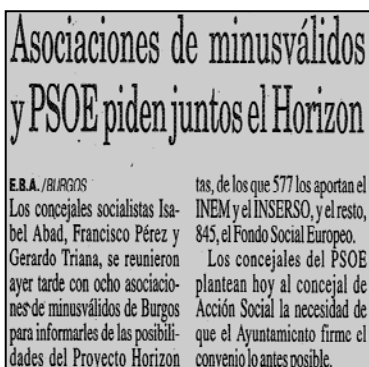 Asociaciones de minusválidos
y PSOE piden juntos el Horizon
E.B.A. /BURGOS
Los concejales socialistas Isa-
bel Abad, Francisco Pérez y
Gerardo Triana, se reunieron
ayer tarde con ocho asociacio-
nes de minusválidos de Burgos
para informarles de las posibili-
dades del Proyecto Horizon
tas, de los que 577 los aportan el
INEM y el INSERSO, y el resto,
845, el Fondo Social Europeo.
Los concejales del PSOE
plantean hoy al concejal de
Acción Social la necesidad de
que el Ayuntamiento firme el
convenio lo antes posible.